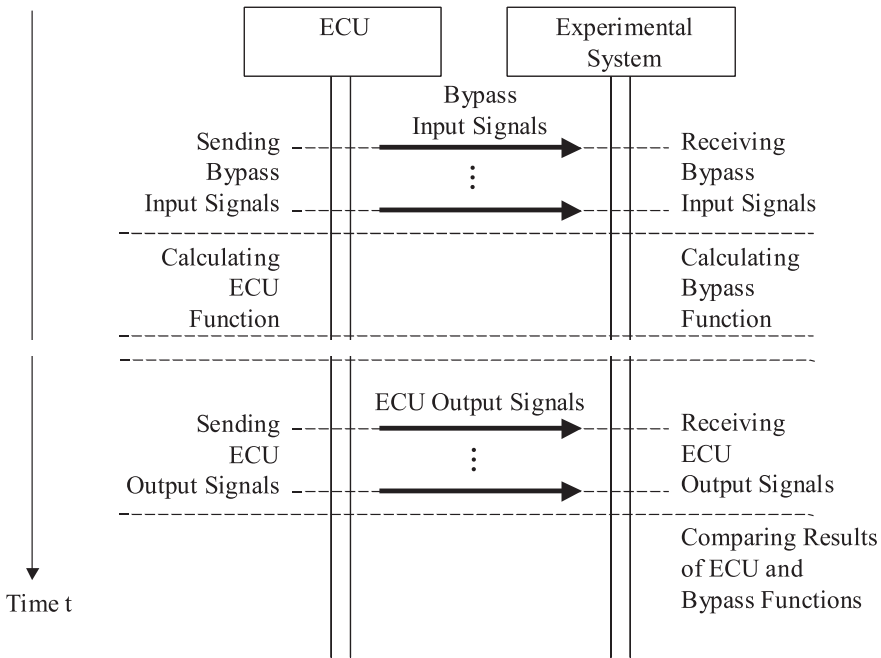 ECU
Experimental
System
Bypass
Input Signals
Sending
Bypass
Input Signals
Receiving
Bypass
Input Signals
Calculating
ECU
Function
Calculating
Bypass
Function
ECU Output Signals
Sending
ECU
Output Signals
Receiving
ECU
Output Signals
Comparing Results
of ECU and
Bypass Functions
Time t